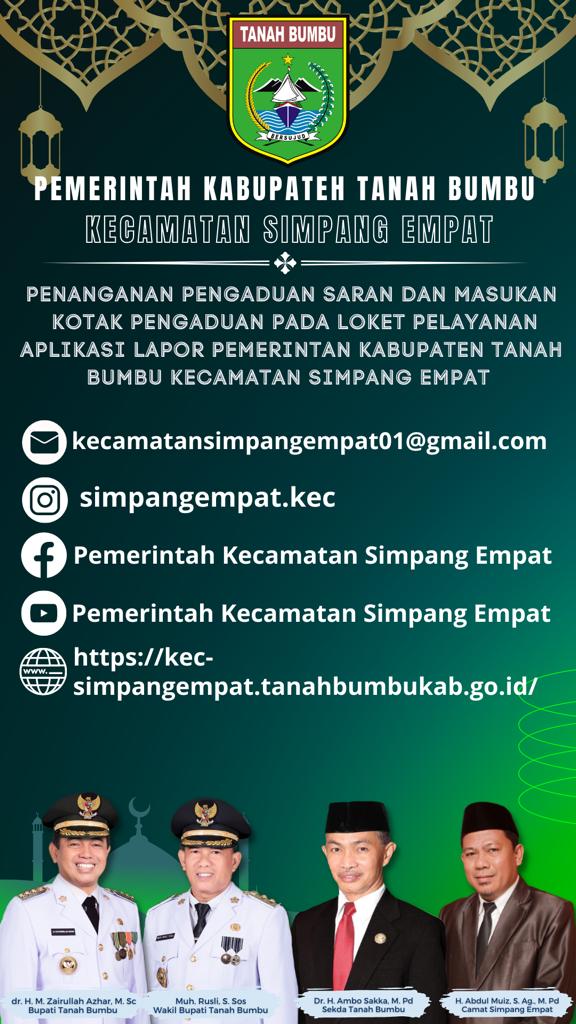 TANAH BUMBU
BERSUJUD
PEMERINTAH KABUPATEH TANAH BUMBU
KECAMATAN SIMPANG EMPAT
PENANGANAN PENGADUAN SARAN DAN MASUKAN
KOTAK PENGADUAN PADA LOKET PELAYANAN
APLIKASI LAPOR PEMERINTAN KABUPATEN TANAH
BUMBU KECAMATAN SIMPANG EMPAT
kecamatansimpangempat01@gmail.com
simpangempat.kec
Pemerintah Kecamatan Simpang Empat
Pemerintah Kecamatan Simpang Empat
www.
https://kec-
simpangempat.tanahbumbukab.go.id/
dr. H. M. Zairullah Azhar, M. Sc
Bupati Tanah Bumbu
Muh. Rusli, S. Sos
Wakil Bupati Tanah Bumbu
Dr. H. Ambo Sakka, M. Pd
Sekda Tanah Bumbu
H. Abdul Muiz, S. Ag., M. Pd
Camat Simpang Empat